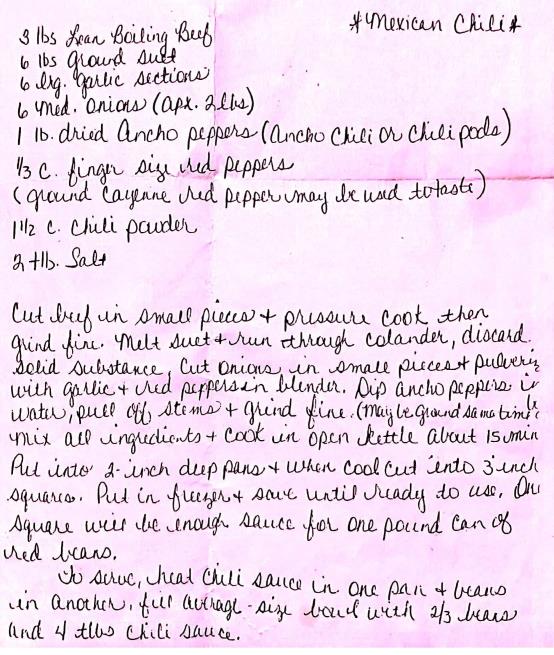 *Mexican Chili*
3 lbs Lean Boiling Beef
6 lbs Ground suet
6 lrg. garlic sections
6 med. onions (apx. 2 lbs)
1 lb. dried Ancho peppers (Ancho Chili or Chili pods)
1/3 c. finger size red peppers
(ground Cayenne red pepper may be used to taste)
1 1/2 c. Chili powder
2 tlb. Salt
Cut beef in small pieces + pressure cook then
grind fine. Melt suet + run through colander, discard
solid substance. Cut onions in small pieces + pulveriz
with garlic + red peppers in blender. Dip ancho peppers in
water, pull off stems + grind fine. (May be ground same time
Mix all ingredients + cook in open kettle about 15 min
Put into 2-inch deep pans + when cool cut into 3 inch
squares. Put in freezer + save until ready to use. One
square will be enough sauce for one pound can of
red beans.
To serve, heat chili sauce in one pan + beans
in another, fill average-size bowl with 2/3 beans
and 4 tlbs chili sauce.